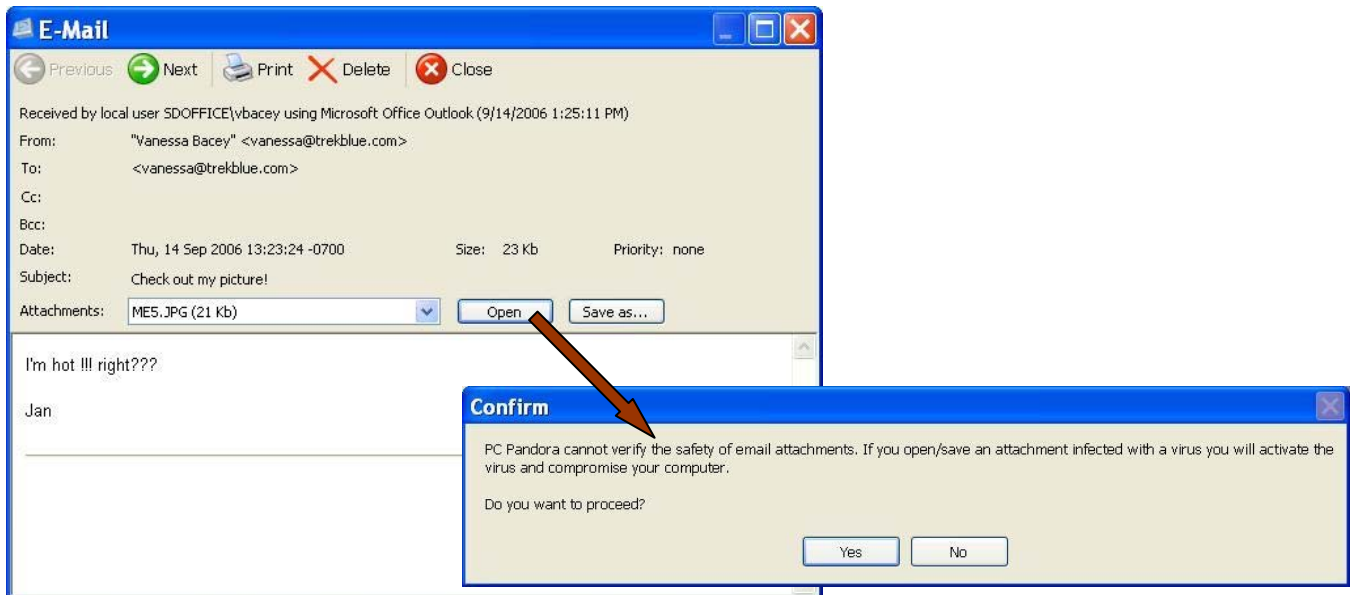 E-Mail
Previous Next Print Delete Close
Received by local user SDOFFICE\vbacey using Microsoft Office Outlook (9/14/2006 1:25:11 PM)
From: "Vanessa Bacey" <vanessa@trekblue.com>
To: <vanessa@trekblue.com>
Cc:
Bcc:
Date: Thu, 14 Sep 2006 13:23:24 -0700 Size: 23 Kb Priority: none
Subject: Check out my picture!
Attachments: ME5.JPG (21 Kb) Open Save as...
I'm hot !!! right???
Jan
Confirm
PC Pandora cannot verify the safety of email attachments. If you open/save an attachment infected with a virus you will activate the
virus and compromise your computer.
Do you want to proceed?
Yes No